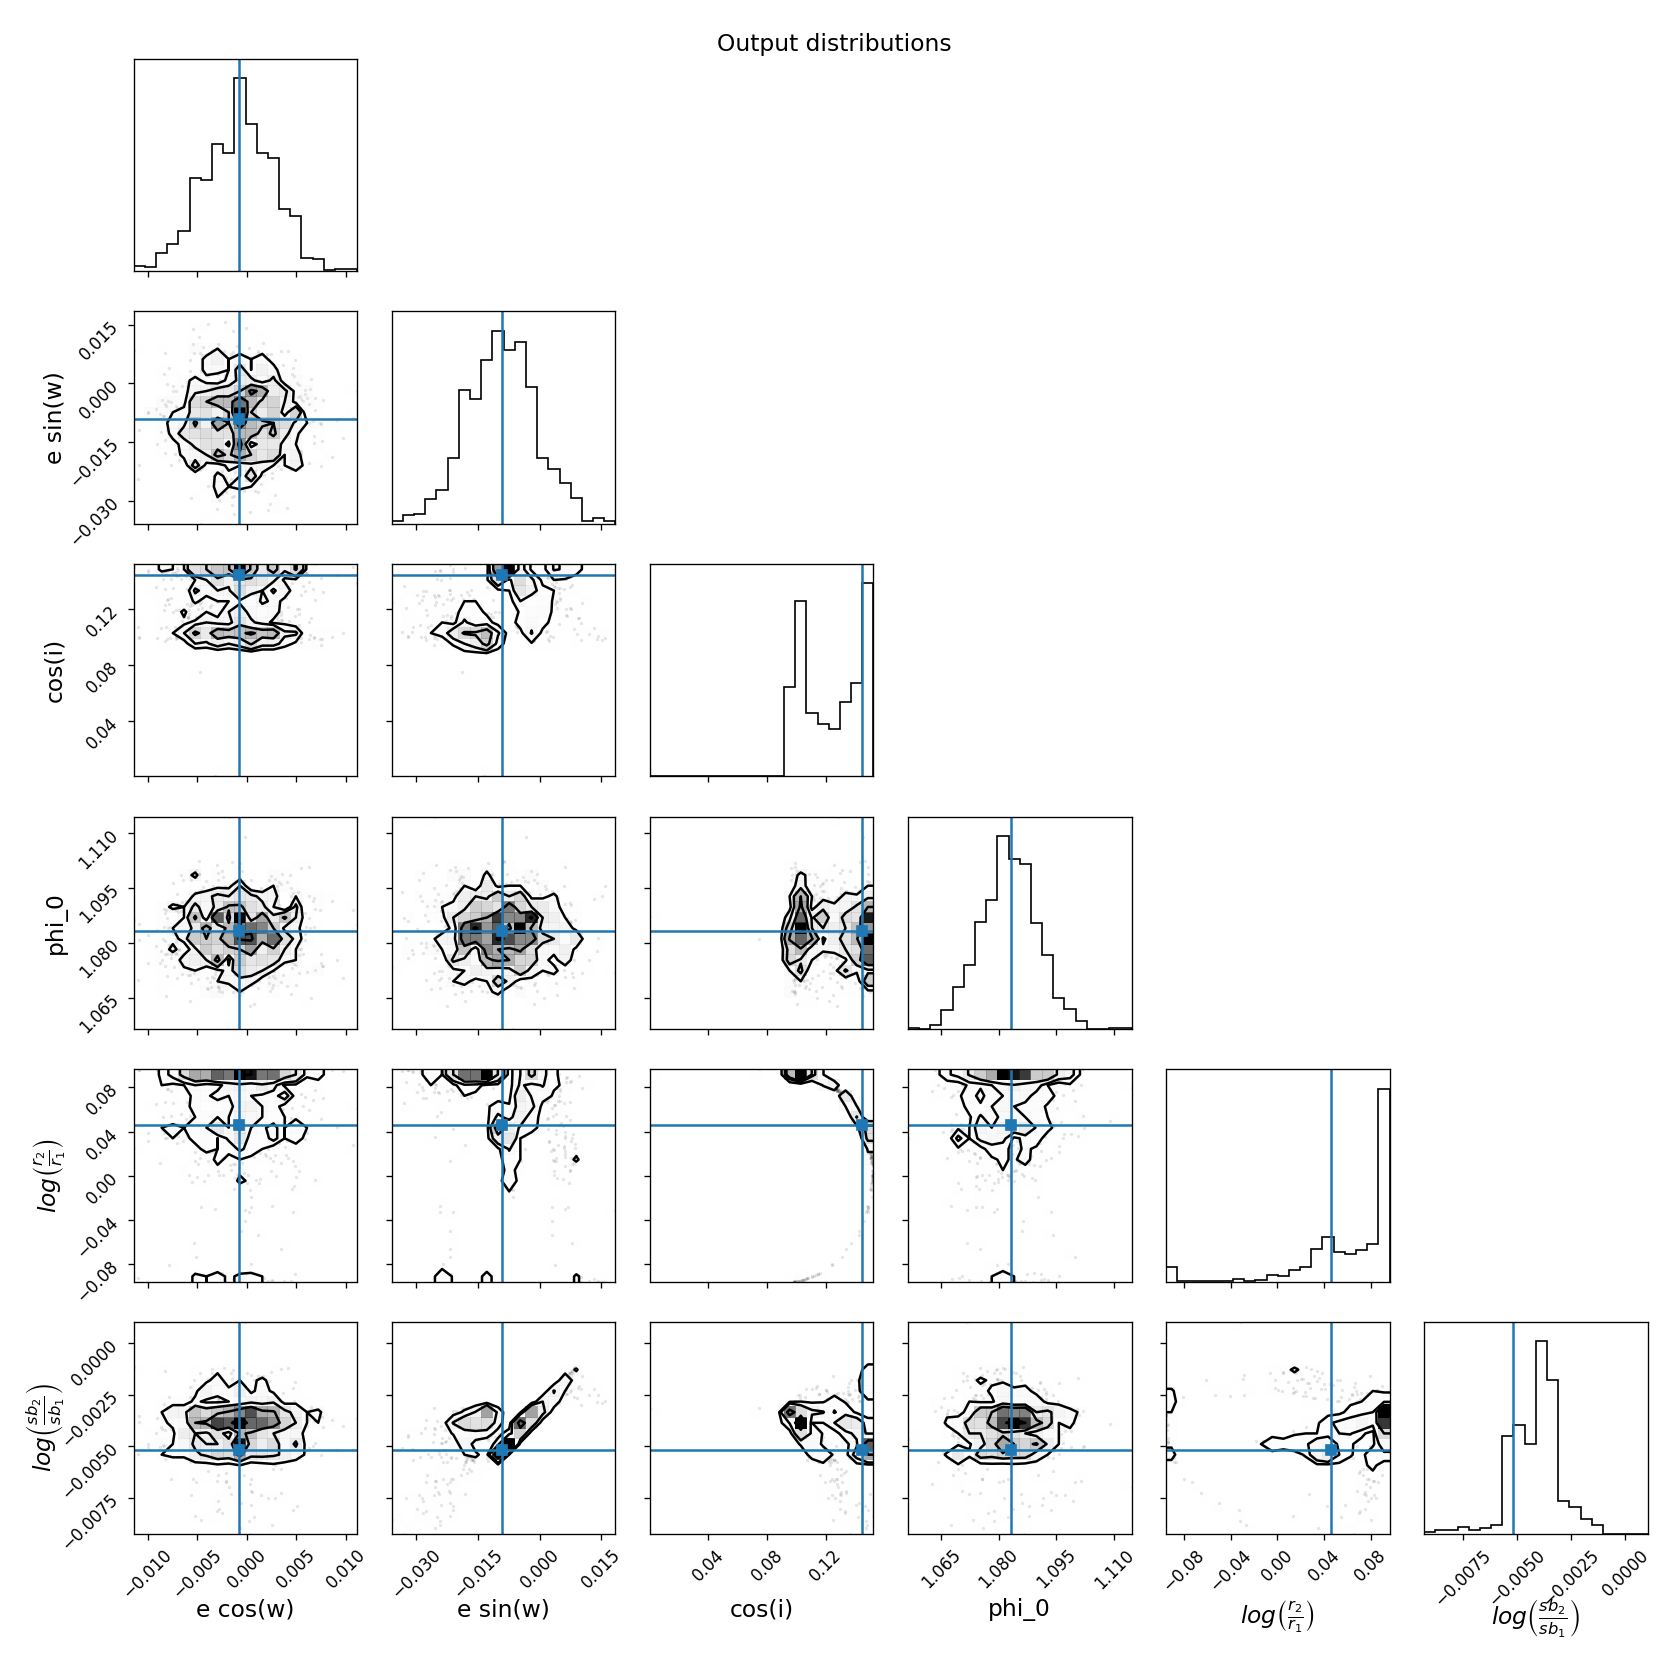 Output distributions
0.015
0.000
−0.015
−0.030
e sin(w)
0.12
0.08
0.04
cos(i)
1.110
1.095
1.080
1.065
phi_0
0.08
0.04
0.00
−0.04
−0.08
log(r2/r1)
0.0000
−0.0025
−0.0050
−0.0075
log(sb2/sb1)
−0.010 −0.005 0.000 0.005 0.010
−0.030 −0.015 0.000 0.015
0.04 0.08 0.12
1.065 1.080 1.095 1.110
−0.08 −0.04 0.00 0.04 0.08
−0.0075 −0.0050 −0.0025 0.0000
e cos(w) e sin(w) cos(i) phi_0 log(r2/r1) log(sb2/sb1)